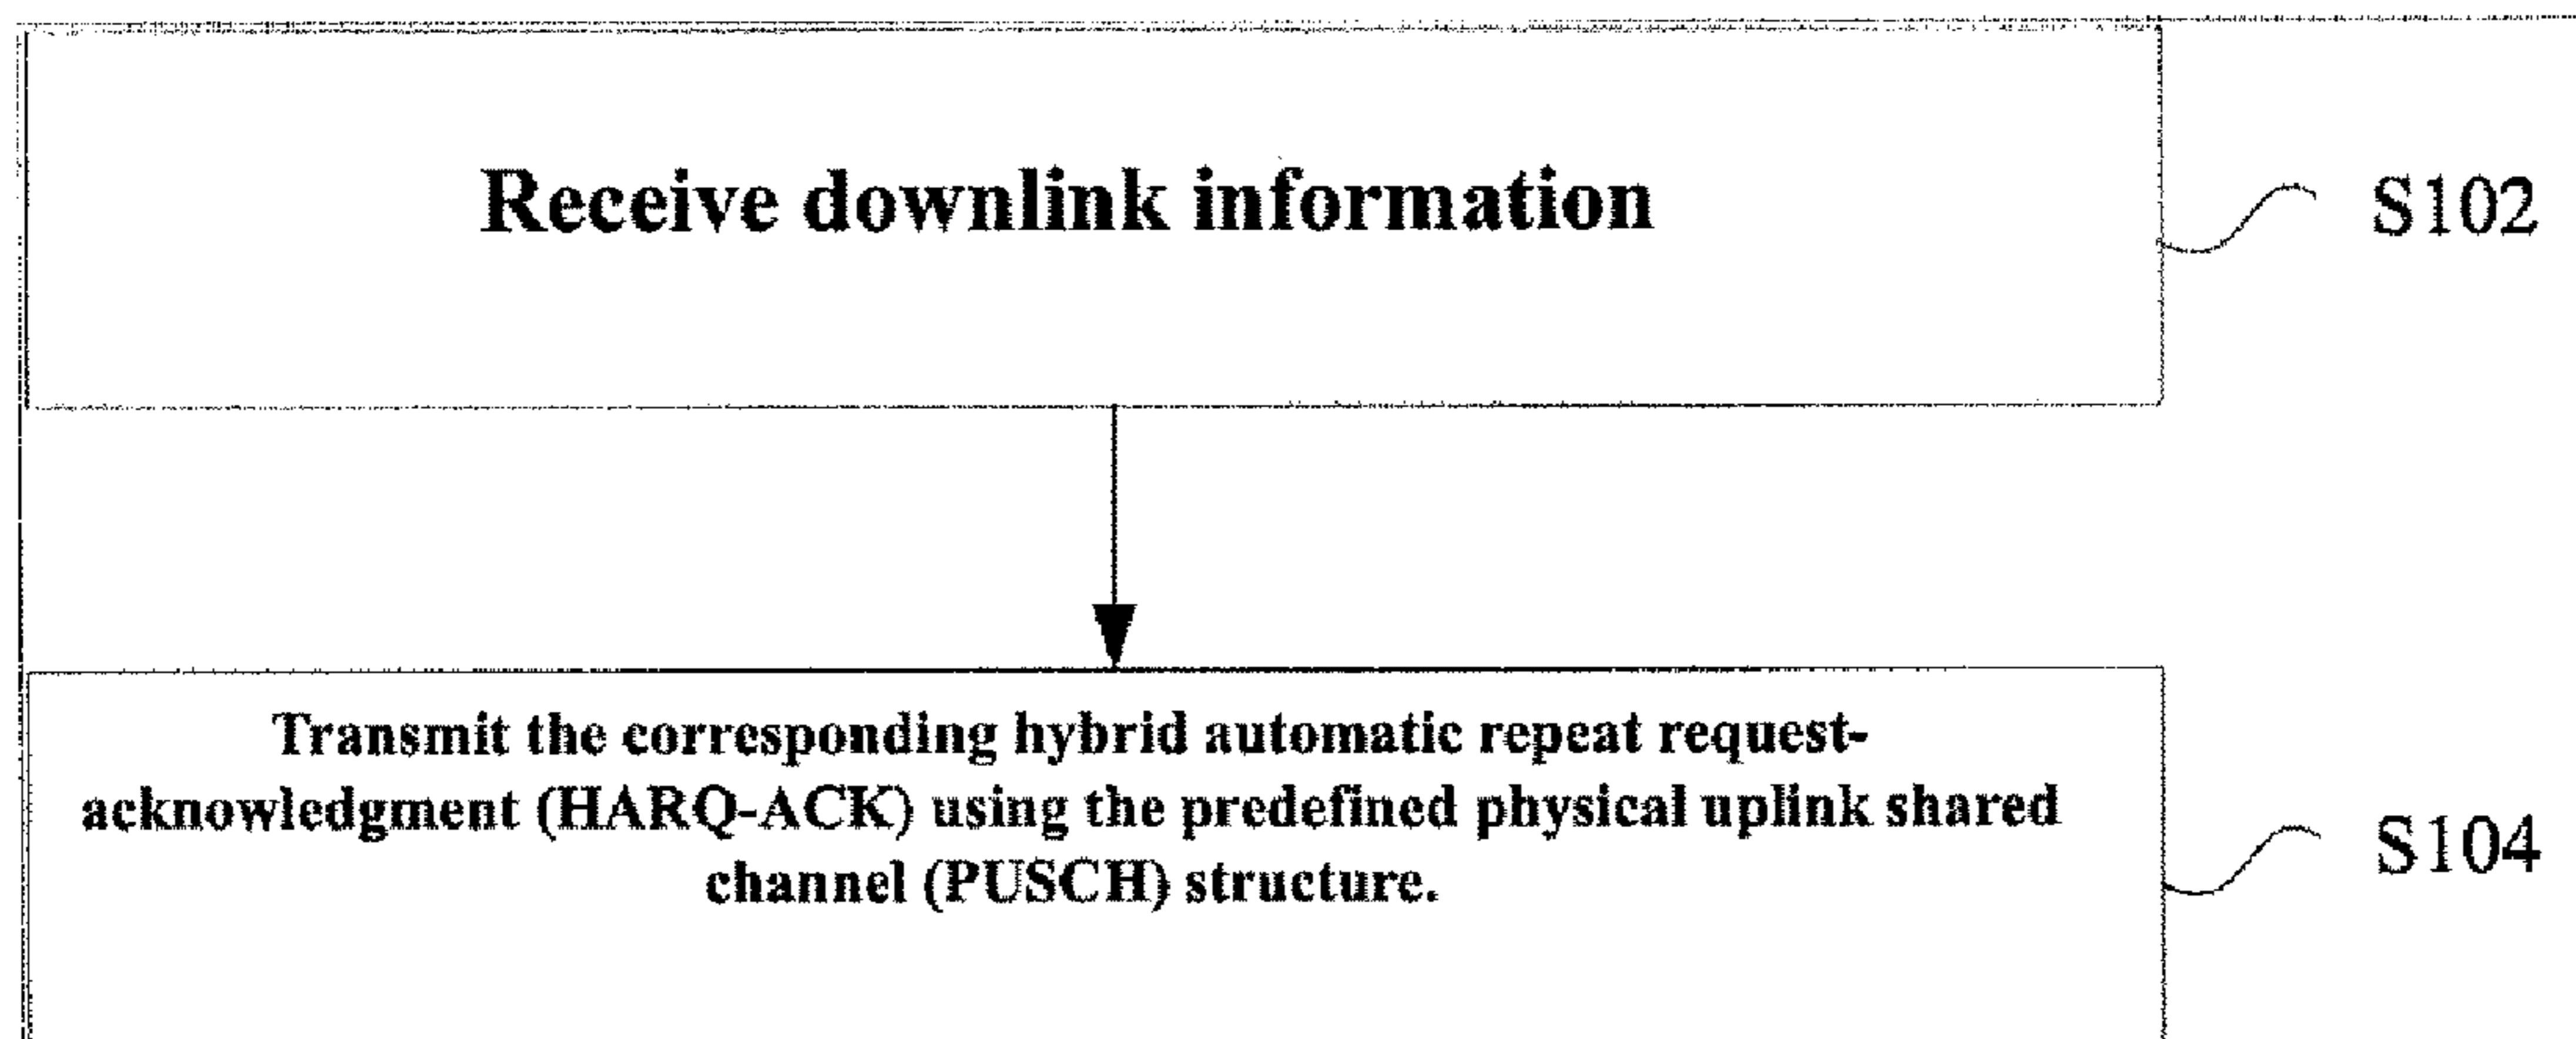 Receive downlink information
S102
Transmit the corresponding hybrid automatic repeat request-
acknowledgment (HARQ-ACK) using the predefined physical uplink shared
channel (PUSCH) structure.
S104